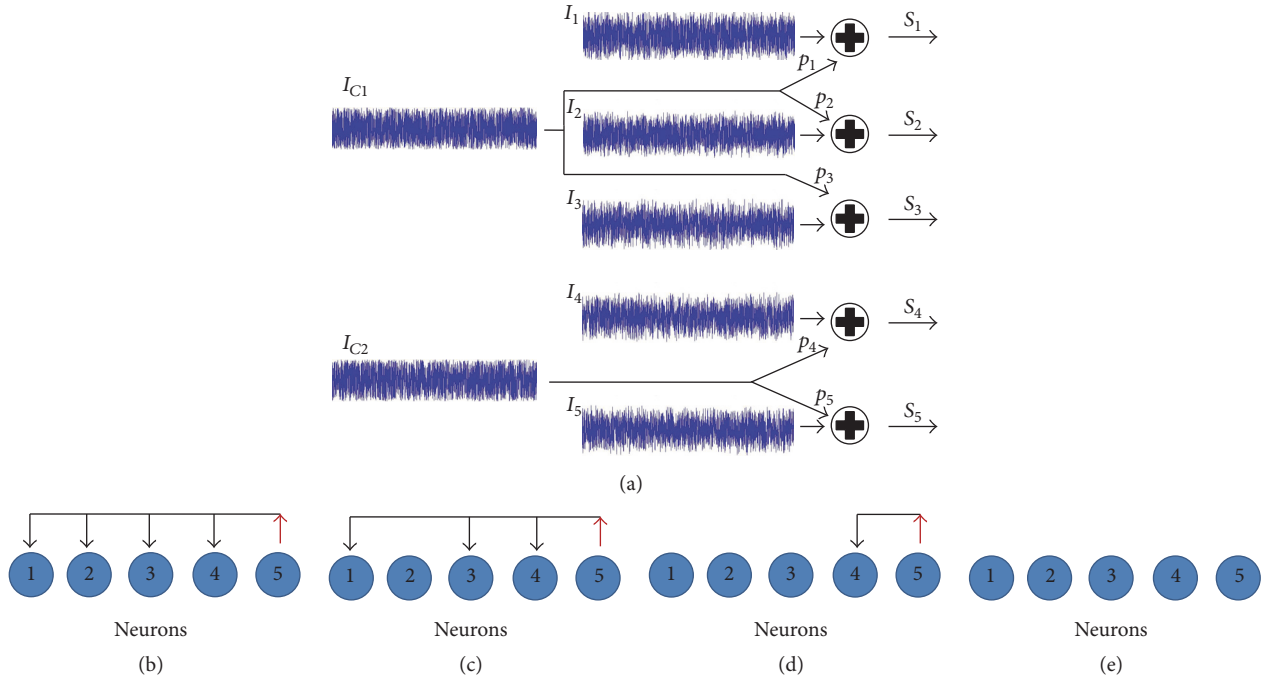 I1
S1
p1
IC1
I2
p2
S2
p3
I3
S3
I4
S4
IC2
p4
I5
p5
S5
(a)
1 2 3 4 5
Neurons
(b)
1 2 3 4 5
Neurons
(c)
1 2 3 4 5
Neurons
(d)
1 2 3 4 5
Neurons
(e)